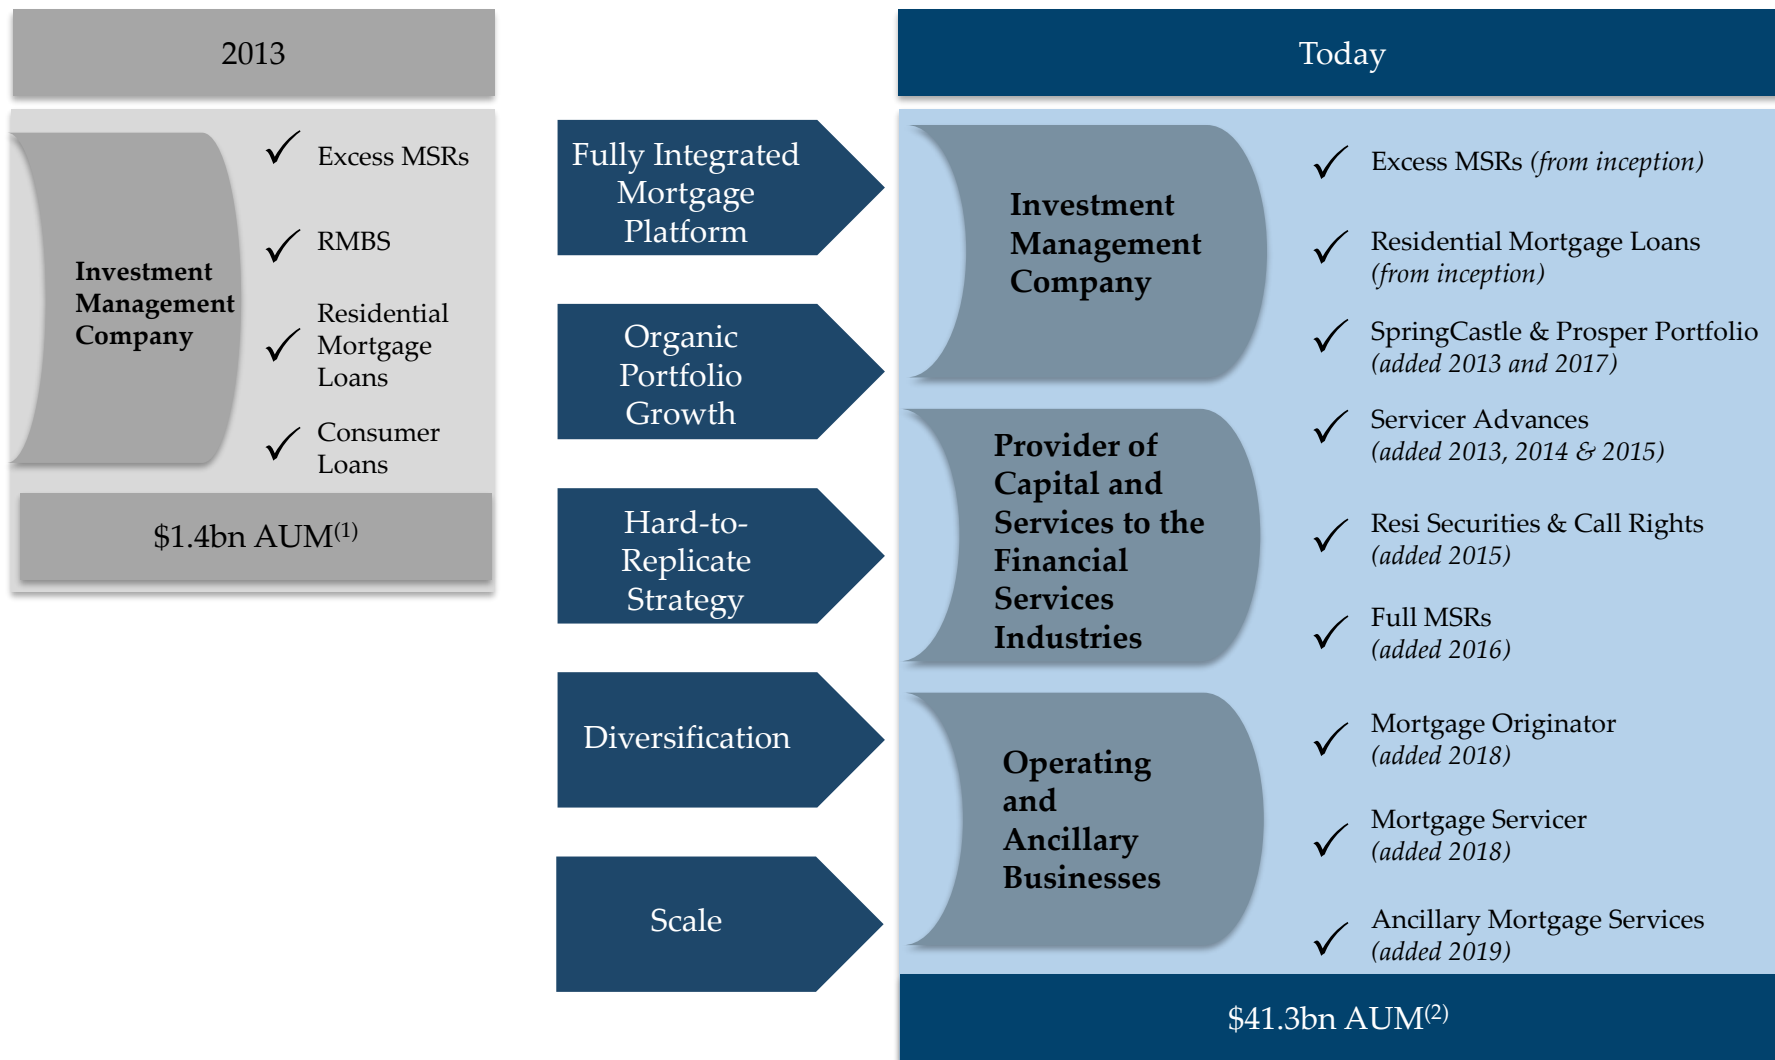 2013
Investment
Management
Company
Excess MSRs
RMBS
Residential
Mortgage
Loans
Consumer
Loans
$1.4bn AUM(1)
Fully Integrated
Mortgage
Platform
Organic
Portfolio
Growth
Hard-to-
Replicate
Strategy
Diversification
Scale
Today
Investment
Management
Company
Excess MSRs (from inception)
Residential Mortgage Loans
(from inception)
SpringCastle & Prosper Portfolio
(added 2013 and 2017)
Provider of
Capital and
Services to the
Financial
Services
Industries
Servicer Advances
(added 2013, 2014 & 2015)
Resi Securities & Call Rights
(added 2015)
Full MSRs
(added 2016)
Operating
and
Ancillary
Businesses
Mortgage Originator
(added 2018)
Mortgage Servicer
(added 2018)
Ancillary Mortgage Services
(added 2019)
$41.3bn AUM(2)